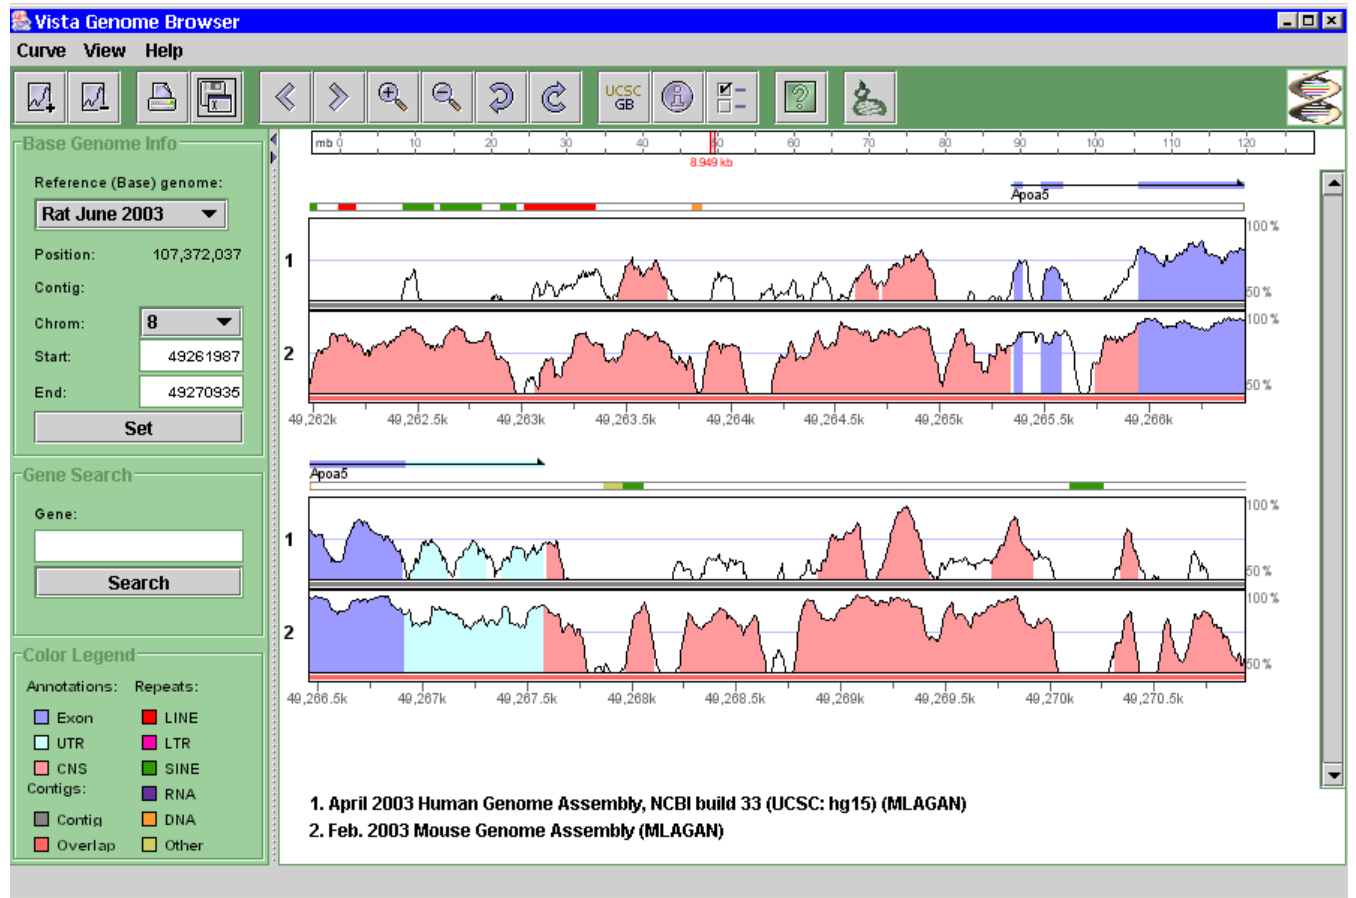 Vista Genome Browser
Curve View Help
UCSC GB
Base Genome Info
Reference (Base) genome:
Rat June 2003
Position: 107,372,037
Contig:
Chrom: 8
Start: 49261987
End: 49270935
Set
Gene Search
Gene:
Search
Color Legend
Annotations: Repeats:
Exon LINE
UTR LTR
CNS SINE
Contigs: RNA
Contig DNA
Overlap Other
mb 0 10 20 30 40 50 60 70 80 90 100 110 120
8.949 kb
Apoa5
100%
1
50%
100%
2
50%
49,262k 49,262.5k 49,263k 49,263.5k 49,264k 49,264.5k 49,265k 49,265.5k 49,266k
Apoa5
100%
1
50%
100%
2
50%
49,266.5k 49,267k 49,267.5k 49,268k 49,268.5k 49,269k 49,269.5k 49,270k 49,270.5k
1. April 2003 Human Genome Assembly, NCBI build 33 (UCSC: hg15) (MLAGAN)
2. Feb. 2003 Mouse Genome Assembly (MLAGAN)